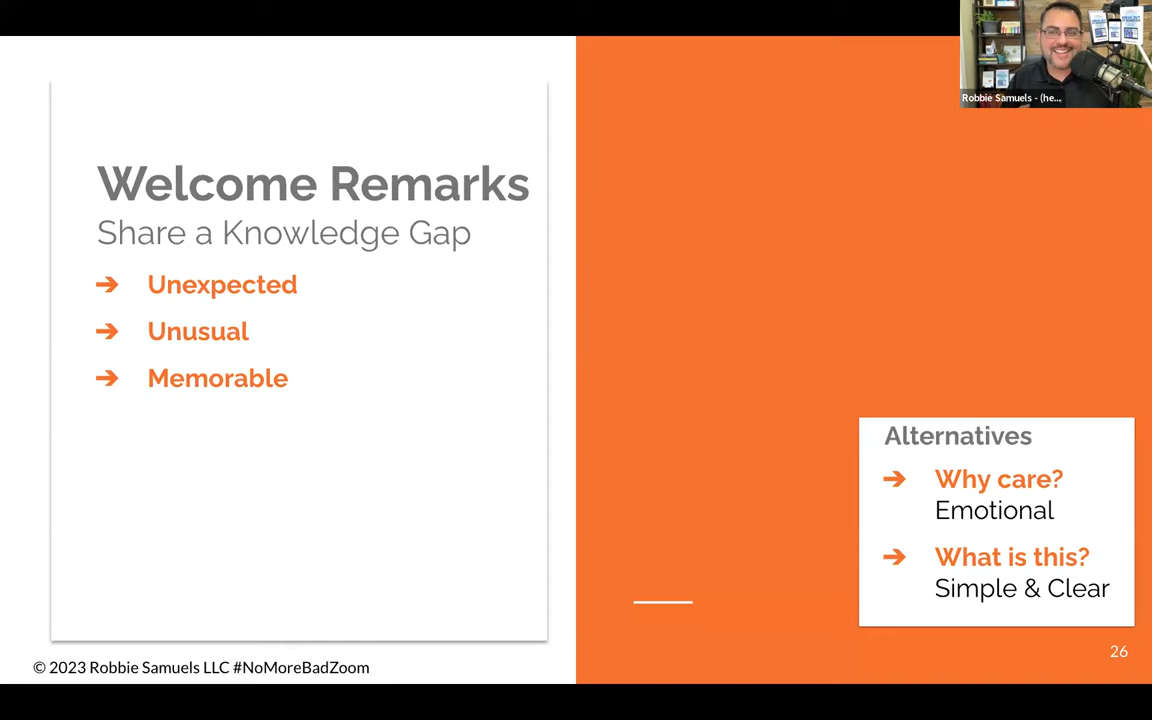 Robbie Samuels - (he...
Welcome Remarks
Share a Knowledge Gap
➔ Unexpected
➔ Unusual
➔ Memorable
Alternatives
➔ Why care?
Emotional
➔ What is this?
Simple & Clear
26
© 2023 Robbie Samuels LLC #NoMoreBadZoom